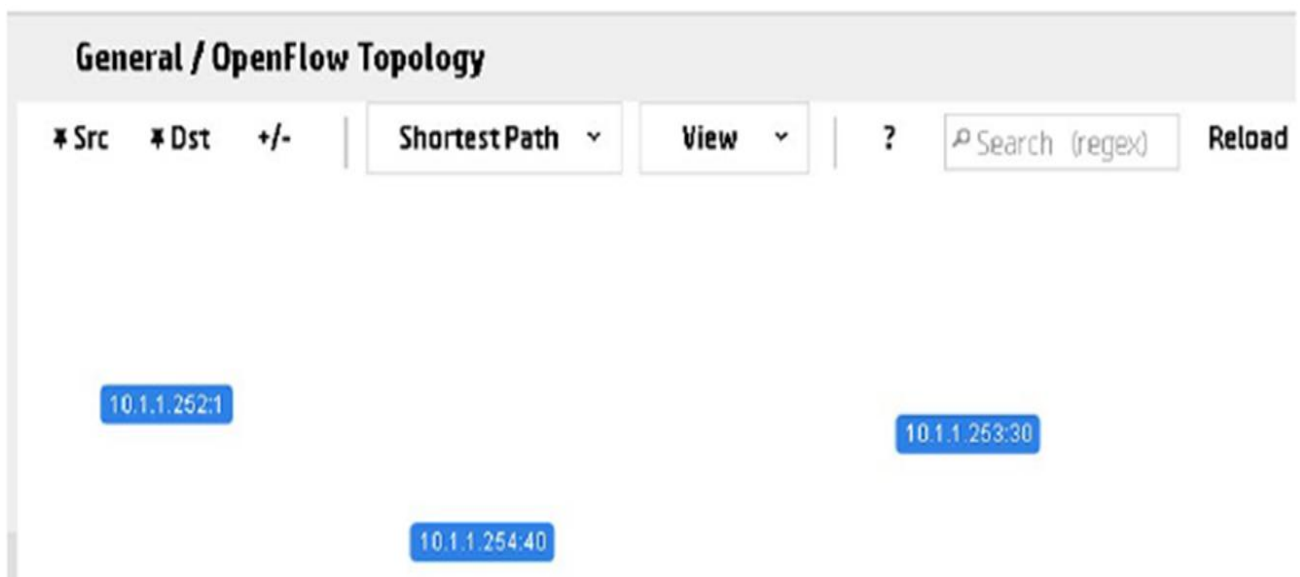 General / OpenFlow Topology
Src Dst +/- Shortest Path View ? Search (regex) Reload
10.1.1.252:1
10.1.1.253:30
10.1.1.254:40